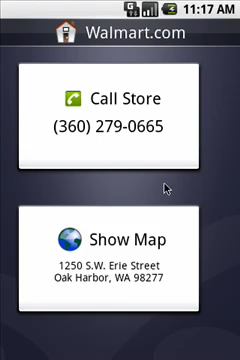 11:17 AM
Walmart.com
Call Store
(360) 279-0665
Show Map
1250 S.W. Erie Street
Oak Harbor, WA 98277